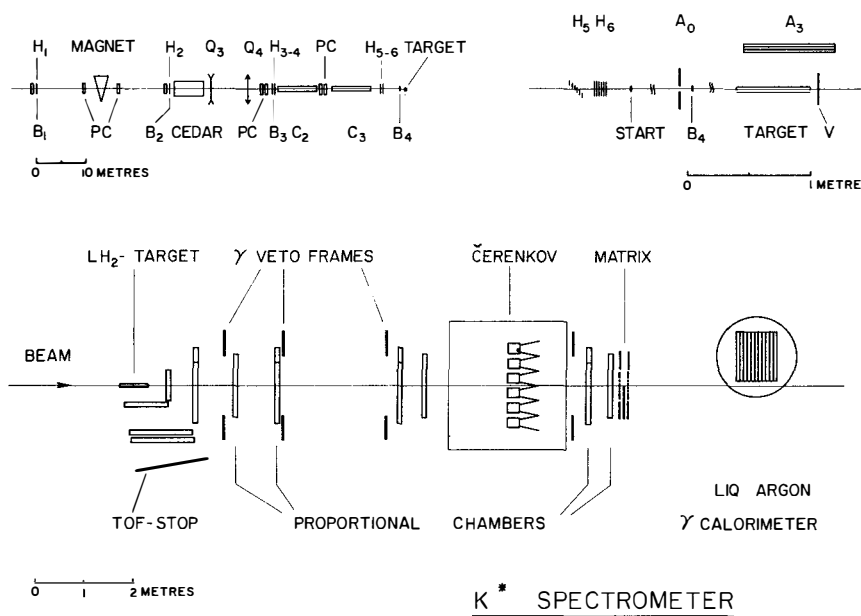 H₁ MAGNET H₂ Q₃ Q₄ H₃₋₄ PC H₅₋₆ TARGET
B₁ PC B₂ CEDAR PC B₃ C₂ C₃ B₄
0 10 METRES
H₅ H₆ A₀ A₃
START B₄ TARGET V
0 1 METRE
LH₂- TARGET γ VETO FRAMES ČERENKOV MATRIX
BEAM
TOF-STOP PROPORTIONAL CHAMBERS LIQ ARGON
γ CALORIMETER
0 1 2 METRES
K* SPECTROMETER